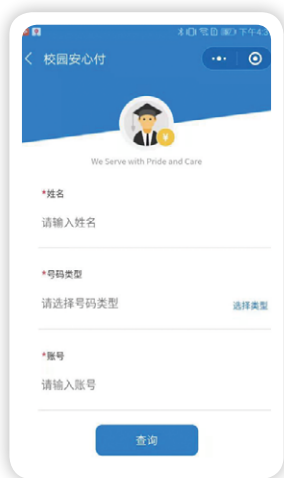 下午4:2
校园安心付
We Serve with Pride and Care
*姓名
请输入姓名
*号码类型
请选择号码类型 选择类型
*账号
请输入账号
查询